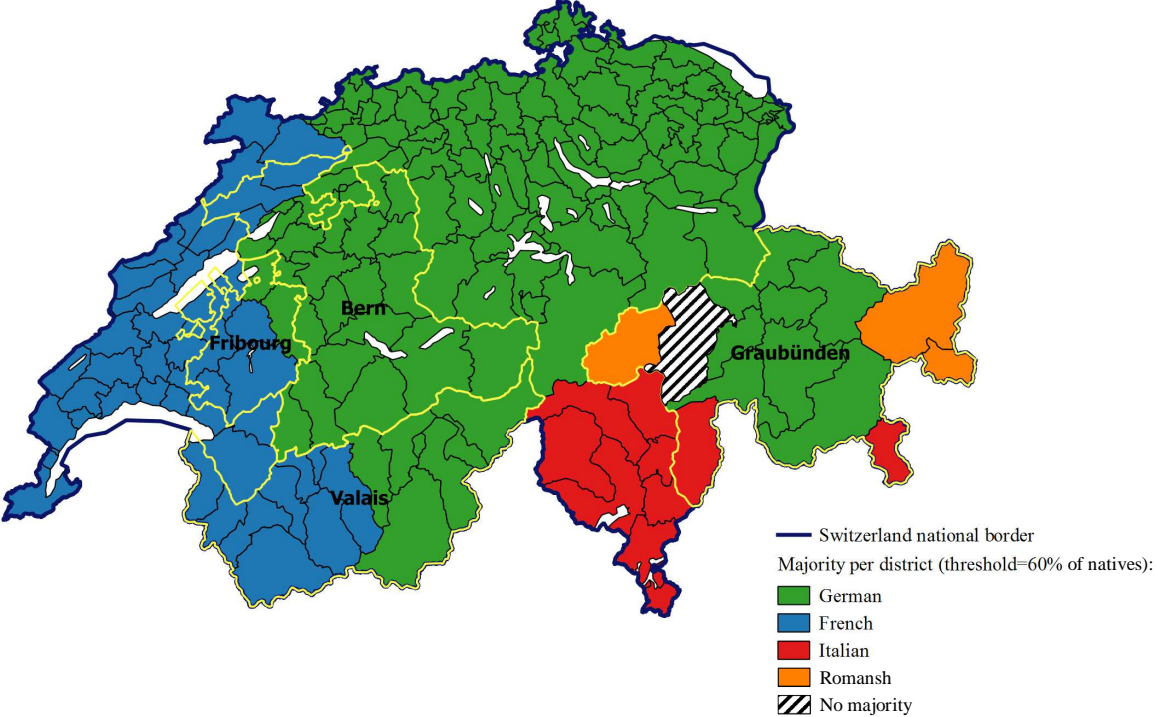 Bern
Fribourg
Graubünden
Valais
Switzerland national border
Majority per district (threshold=60% of natives):
German
French
Italian
Romansh
No majority